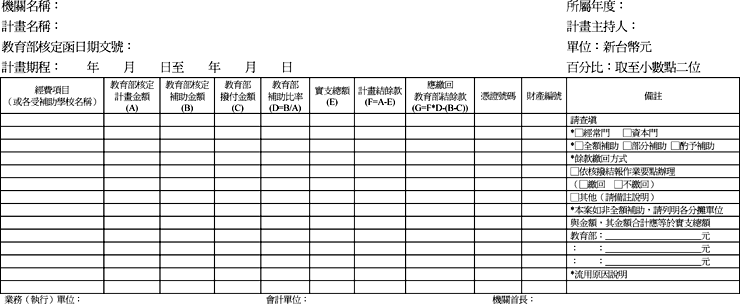 機關名稱：
所屬年度：
計畫名稱：
計畫主持人：
教育部核定函日期文號：
單位：新台幣元
計畫期程：　年　月　日至　年　月　日
百分比：取至小數點二位
經費項目
（或各受補助學校名稱）
教育部核定
計畫金額
(A)
教育部核定
補助金額
(B)
教育部
撥付金額
(C)
教育部
補助比率
(D=B/A)
實支總額
(E)
計畫結餘款
(F=A-E)
應繳回
教育部結餘款
(G=F*D-(B-C))
憑證號碼
財產編號
備註
請查填
*□經常門　□資本門
*□全額補助 □部分補助 □酌予補助
*餘款繳回方式
□依核撥結報作業要點辦理
（□繳回　□不繳回）
□其他（請備註說明）
*本案如非全額補助，請列明各分攤單位
與金額，其金額合計應等於實支總額
教育部：＿＿＿＿＿＿元
：　：＿＿＿＿＿＿元
：　：＿＿＿＿＿＿元
*流用原因說明
業務（執行）單位：
會計單位：
機關首長：